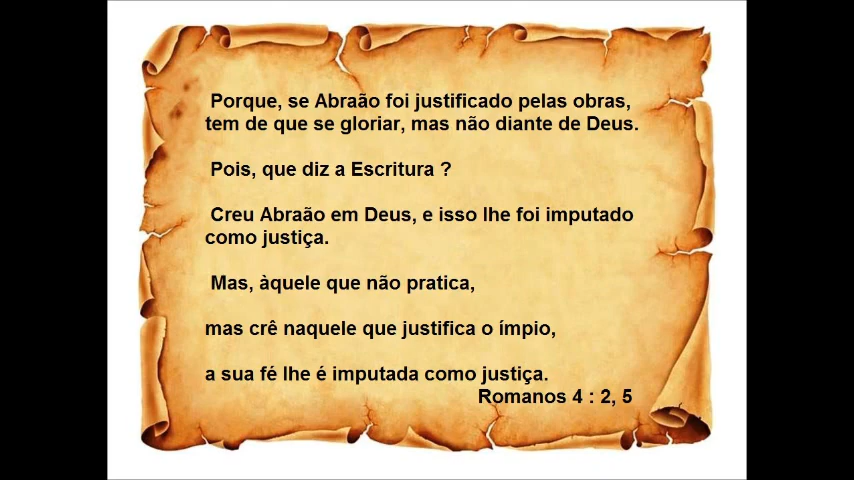 Porque, se Abraão foi justificado pelas obras,
tem de que se gloriar, mas não diante de Deus.
Pois, que diz a Escritura ?
Creu Abraão em Deus, e isso lhe foi imputado
como justiça.
Mas, àquele que não pratica,
mas crê naquele que justifica o ímpio,
a sua fé lhe é imputada como justiça.
Romanos 4 : 2, 5